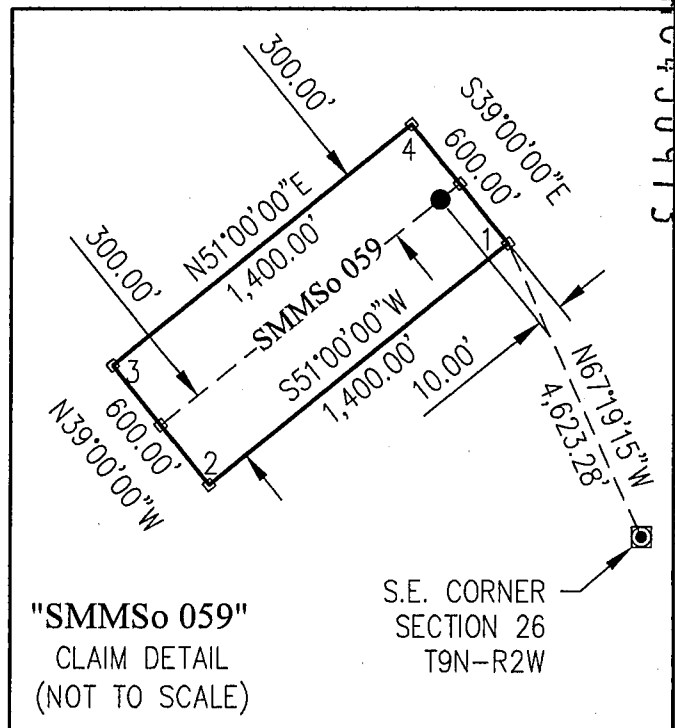 300.00'
S39°00'00"E
600.00'
4
N51°00'00"E
1,400.00'
300.00'
SMMSo 059
1
S51°00'00"W
1,400.00'
10.00'
3
600.00'
N39°00'00"W
2
N67°19'15"W
4,623.28'
"SMMSo 059"
CLAIM DETAIL
(NOT TO SCALE)
S.E. CORNER
SECTION 26
T9N-R2W